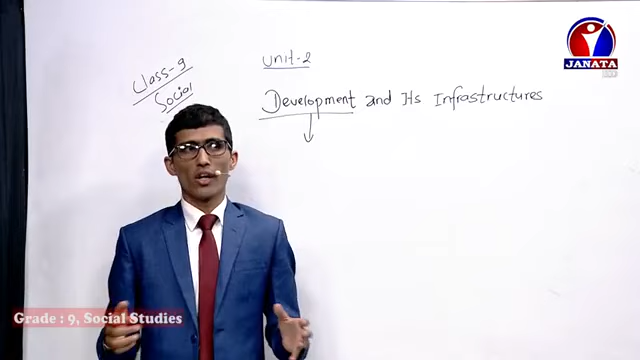 Class-9
Social
Unit-2
Development and Its Infrastructures
JANATA
Grade : 9, Social Studies